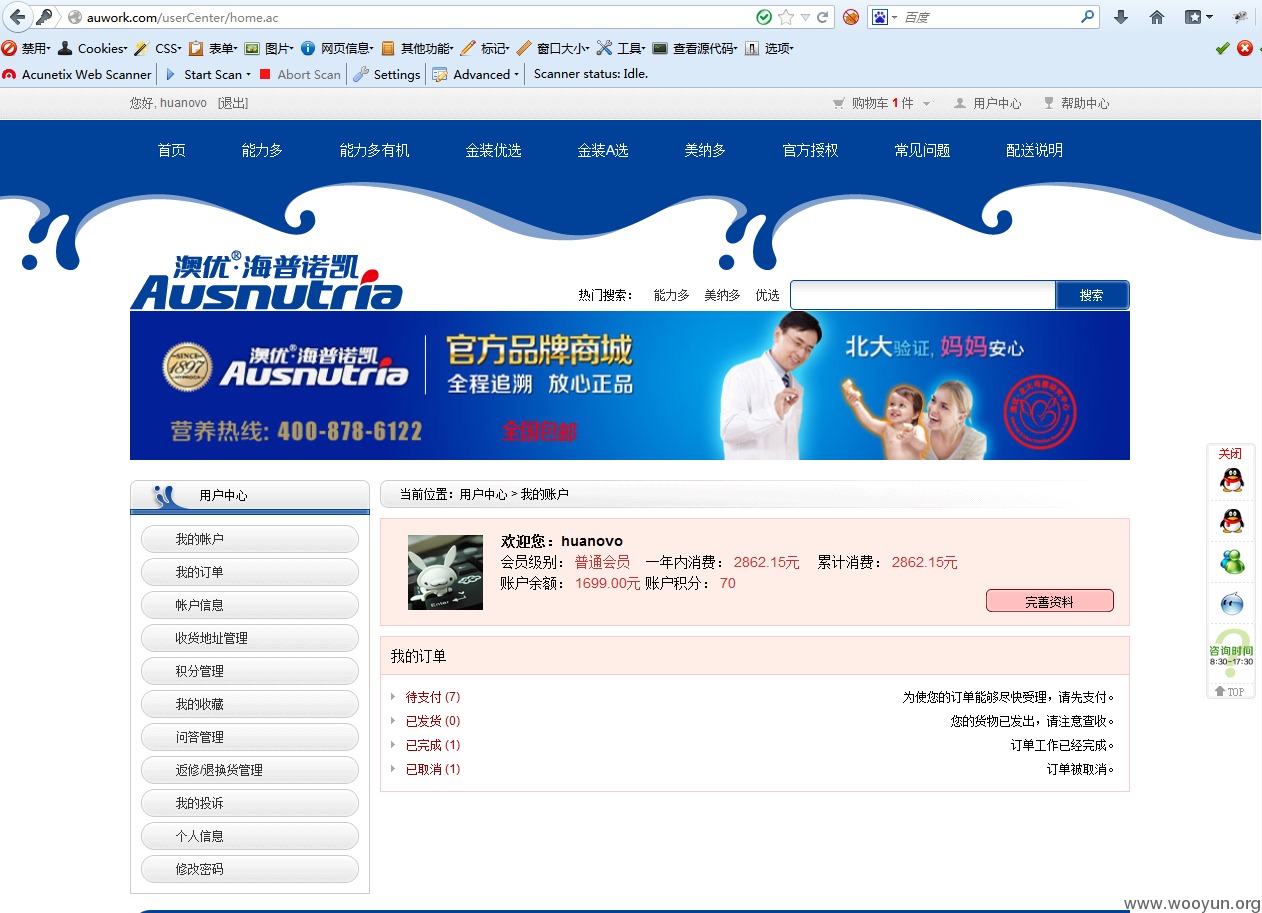 auwork.com/userCenter/home.ac
百度
禁用 Cookies CSS 表单 图片 网页信息 其他功能 标记 窗口大小 工具 查看源代码 选项
Acunetix Web Scanner Start Scan Abort Scan Settings Advanced Scanner status: Idle.
您好, huanovo [退出] 购物车 1 件 用户中心 帮助中心
首页 能力多 能力多有机 金装优选 金装A选 美纳多 官方授权 常见问题 配送说明
澳优®·海普诺凯
Ausnutria
热门搜索： 能力多 美纳多 优选 搜索
SINCE 1897
澳优®海普诺凯
Ausnutria
官方品牌商城
全程追溯 放心正品
北大验证, 妈妈安心
营养热线: 400-878-6122 全国包邮
用户中心
我的帐户
我的订单
帐户信息
收货地址管理
积分管理
我的收藏
问答管理
返修/退换货管理
我的投诉
个人信息
修改密码
当前位置：用户中心 > 我的账户
欢迎您：huanovo
会员级别： 普通会员 一年内消费： 2862.15元 累计消费： 2862.15元
账户余额： 1699.00元 账户积分： 70
Enter
完善资料
我的订单
待支付 (7) 为使您的订单能够尽快受理，请先支付。
已发货 (0) 您的货物已发出，请注意查收。
已完成 (1) 订单工作已经完成。
已取消 (1) 订单被取消。
关闭
咨询时间
8:30-17:30
TOP
www.wooyun.org